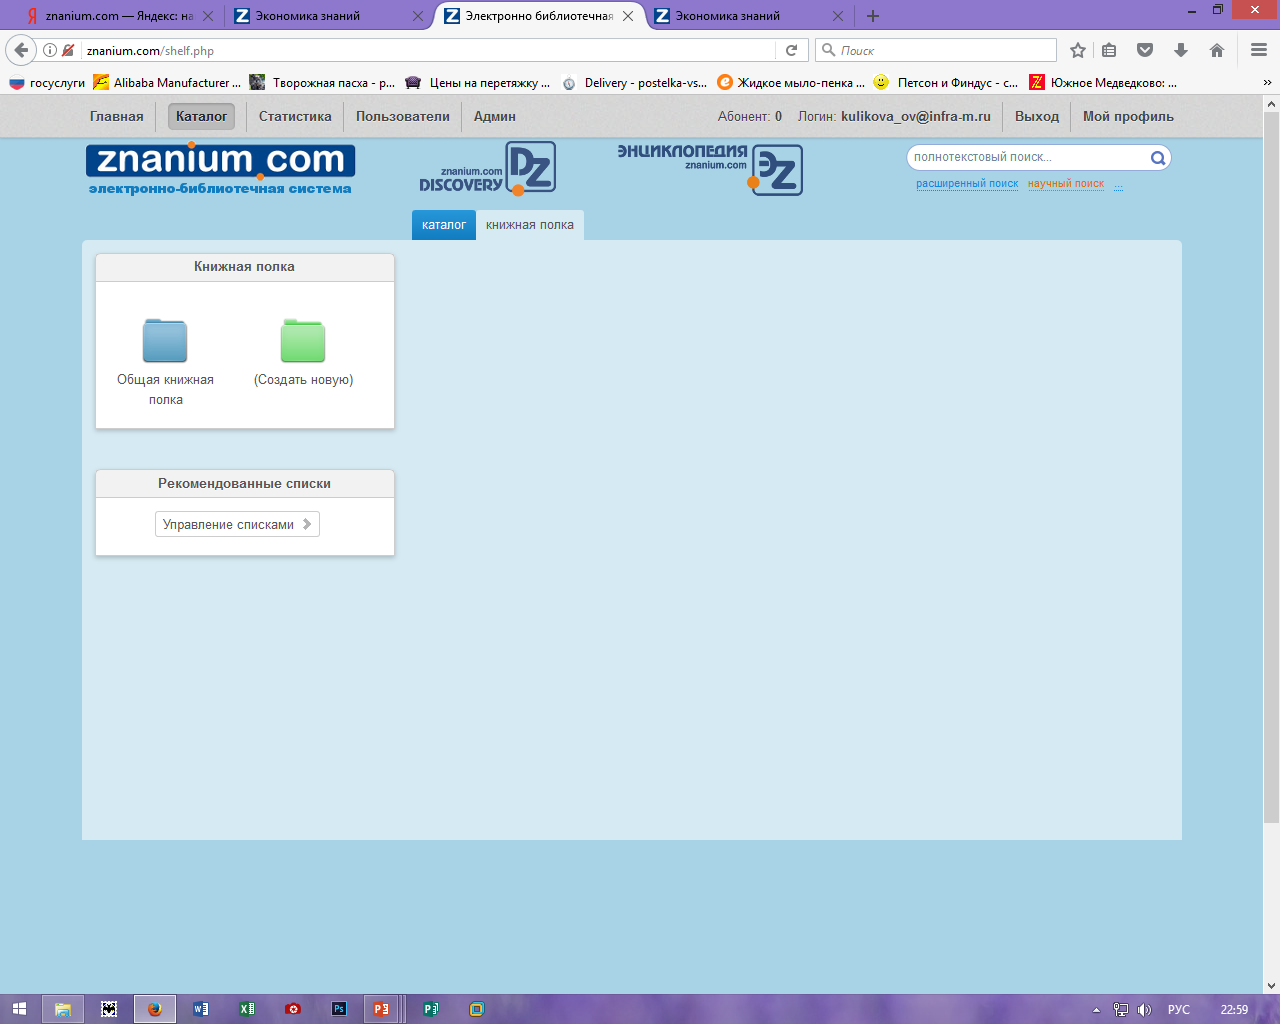 znanium.com — Яндекс: на
Экономика знаний
Электронно библиотечная
Экономика знаний
znanium.com/shelf.php
Поиск
госуслуги
Alibaba Manufacturer ...
Творожная пасха - р...
Цены на перетяжку ...
Delivery - postelka-vs...
Жидкое мыло-пенка ...
Петсон и Финдус - с...
Южное Медведково: ...
Главная
Каталог
Статистика
Пользователи
Админ
Абонент: 0
Логин: kulikova_ov@infra-m.ru
Выход
Мой профиль
znanium.com
электронно-библиотечная система
znanium.com
DISCOVERY
DZ
ЭНЦИКЛОПЕДИЯ
znanium.com
ЭZ
полнотекстовый поиск...
расширенный поиск
научный поиск
...
каталог
книжная полка
Книжная полка
Общая книжная
полка
(Создать новую)
Рекомендованные списки
Управление списками
РУС
22:59